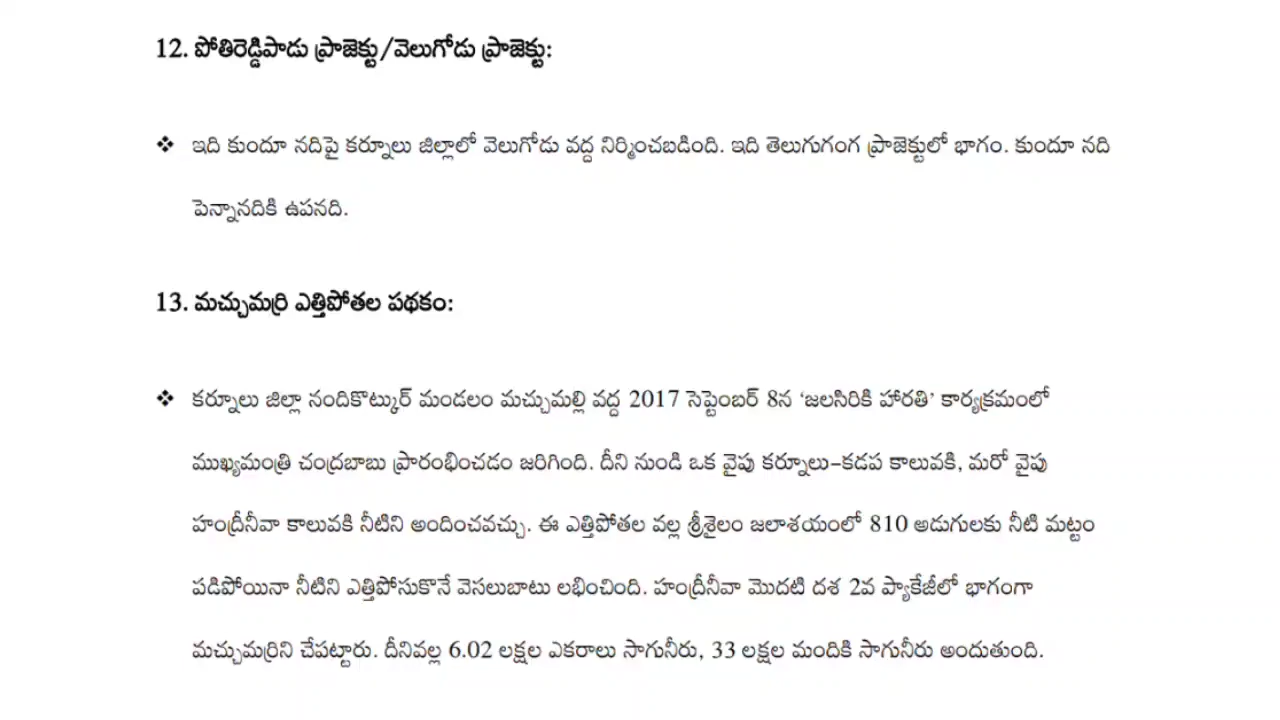 12. పోతిరెడ్డిపాడు ప్రాజెక్టు/వెలుగోడు ప్రాజెక్టు:
❖ ఇది కుందూ నదిపై కర్నూలు జిల్లాలో వెలుగోడు వద్ద నిర్మించబడింది. ఇది తెలుగుగంగ ప్రాజెక్టులో భాగం. కుందూ నది
పెన్నానదికి ఉపనది.
13. మచ్చుమర్రి ఎత్తిపోతల పథకం:
❖ కర్నూలు జిల్లా నందికొట్కుర్ మండలం మచ్చుమల్లి వద్ద 2017 సెప్టెంబర్ 8న ‘జలసిరికి హారతి’ కార్యక్రమంలో
ముఖ్యమంత్రి చంద్రబాబు ప్రారంభించడం జరిగింది. దీని నుండి ఒక వైపు కర్నూలు-కడప కాలువకి, మరో వైపు
హంద్రీనీవా కాలువకి నీటిని అందించవచ్చు. ఈ ఎత్తిపోతల వల్ల శ్రీశైలం జలాశయంలో 810 అడుగులకు నీటి మట్టం
పడిపోయినా నీటిని ఎత్తిపోసుకొనే వెసలుబాటు లభించింది. హంద్రీనీవా మొదటి దశ 2వ ప్యాకేజీలో భాగంగా
మచ్చుమర్రిని చేపట్టారు. దీనివల్ల 6.02 లక్షల ఎకరాలు సాగునీరు, 33 లక్షల మందికి సాగునీరు అందుతుంది.